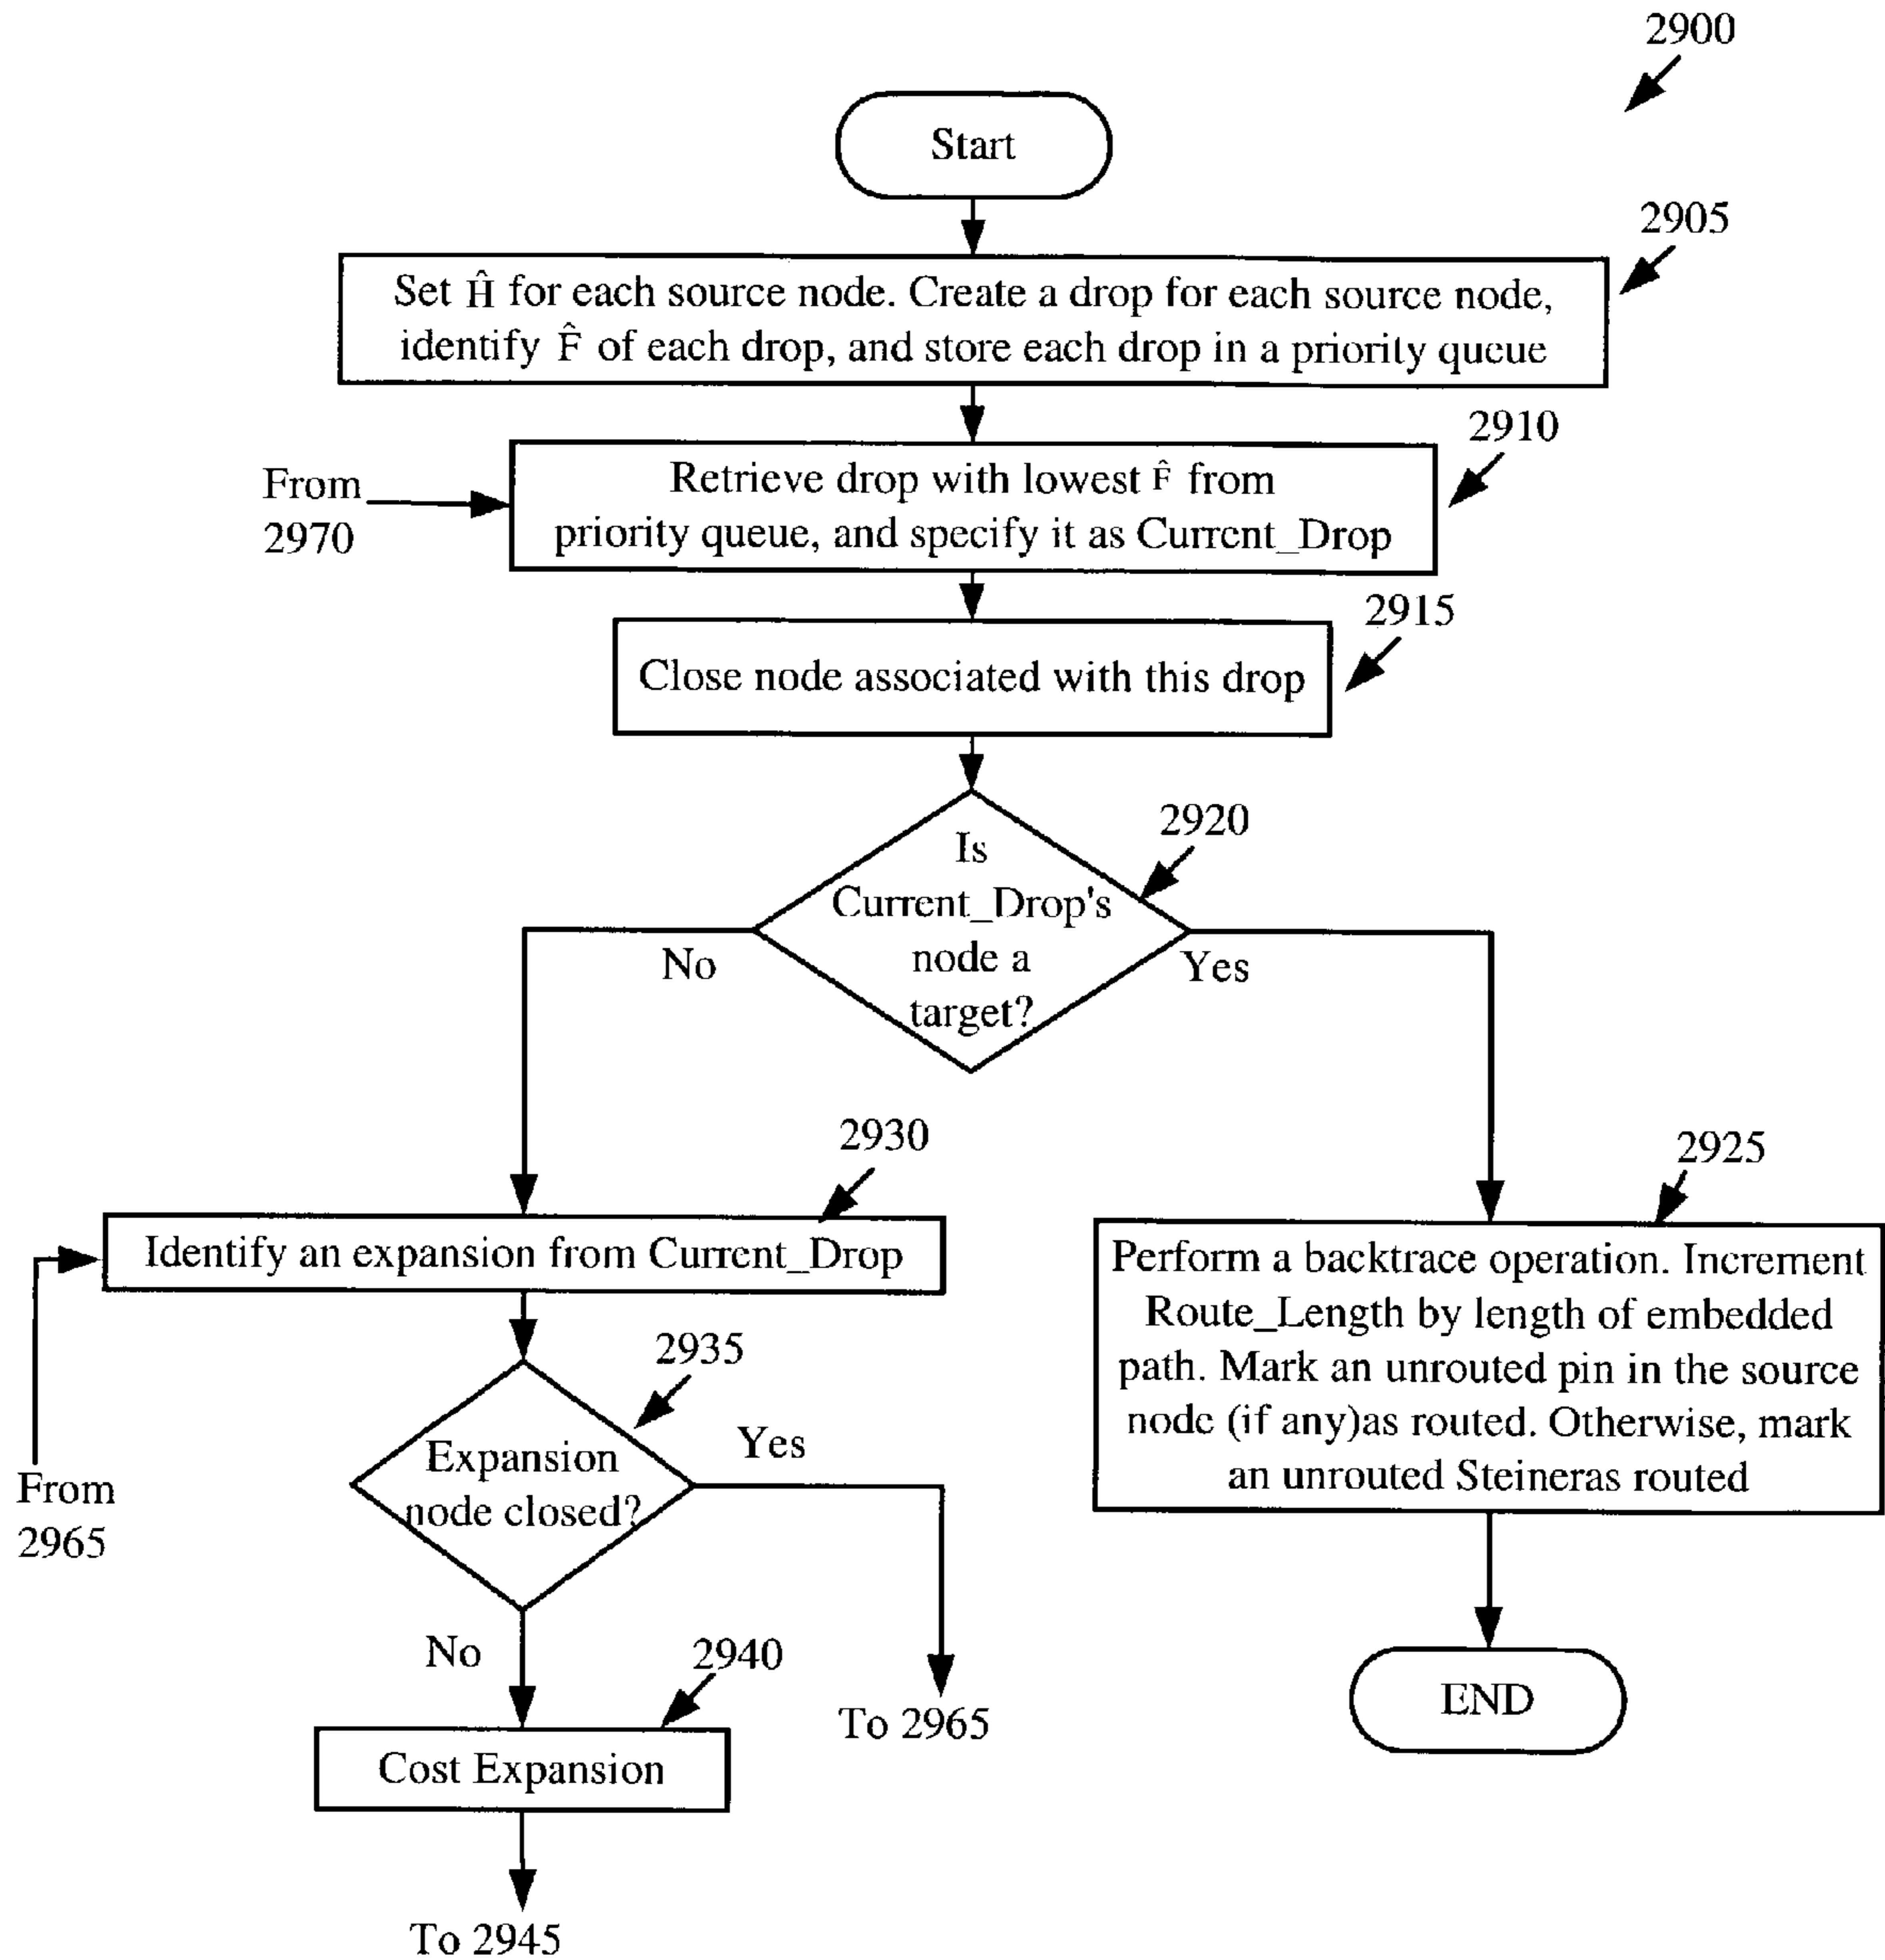 2900
Start
2905
Set Ĥ for each source node. Create a drop for each source node,
identify F̂ of each drop, and store each drop in a priority queue
2910
From
2970
Retrieve drop with lowest F̂ from
priority queue, and specify it as Current_Drop
2915
Close node associated with this drop
2920
Is
Current_Drop's
node a
target?
No
Yes
2930
2925
Identify an expansion from Current_Drop
Perform a backtrace operation. Increment
Route_Length by length of embedded
path. Mark an unrouted pin in the source
node (if any)as routed. Otherwise, mark
an unrouted Steineras routed
2935
From
2965
Expansion
node closed?
Yes
No
2940
To 2965
END
Cost Expansion
To 2945